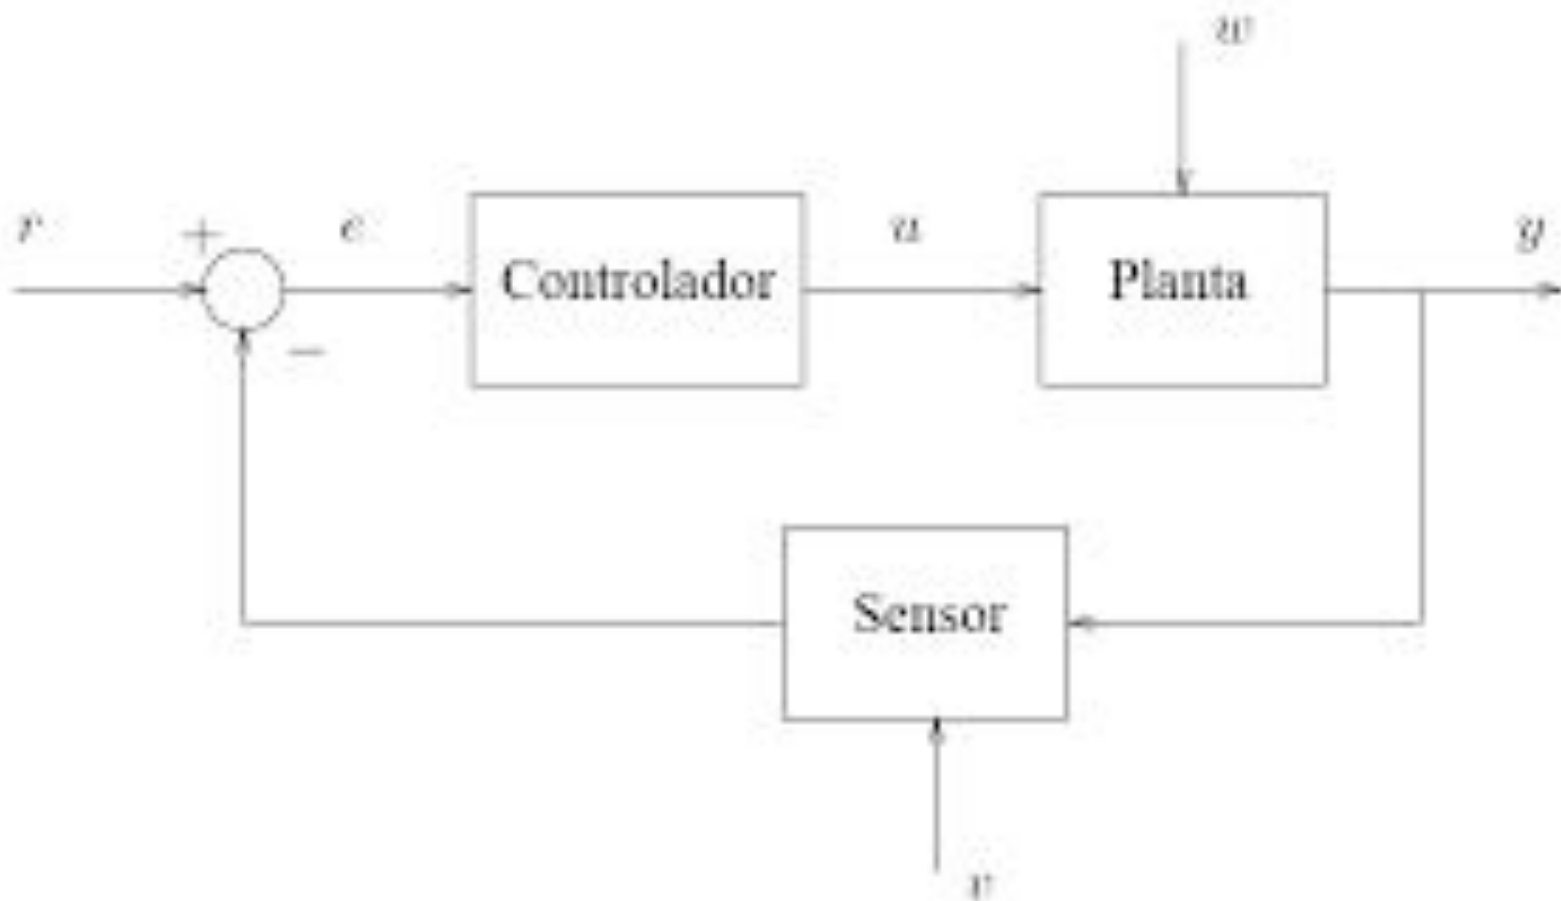 w
r + e u y
Controlador Planta
−
Sensor
v